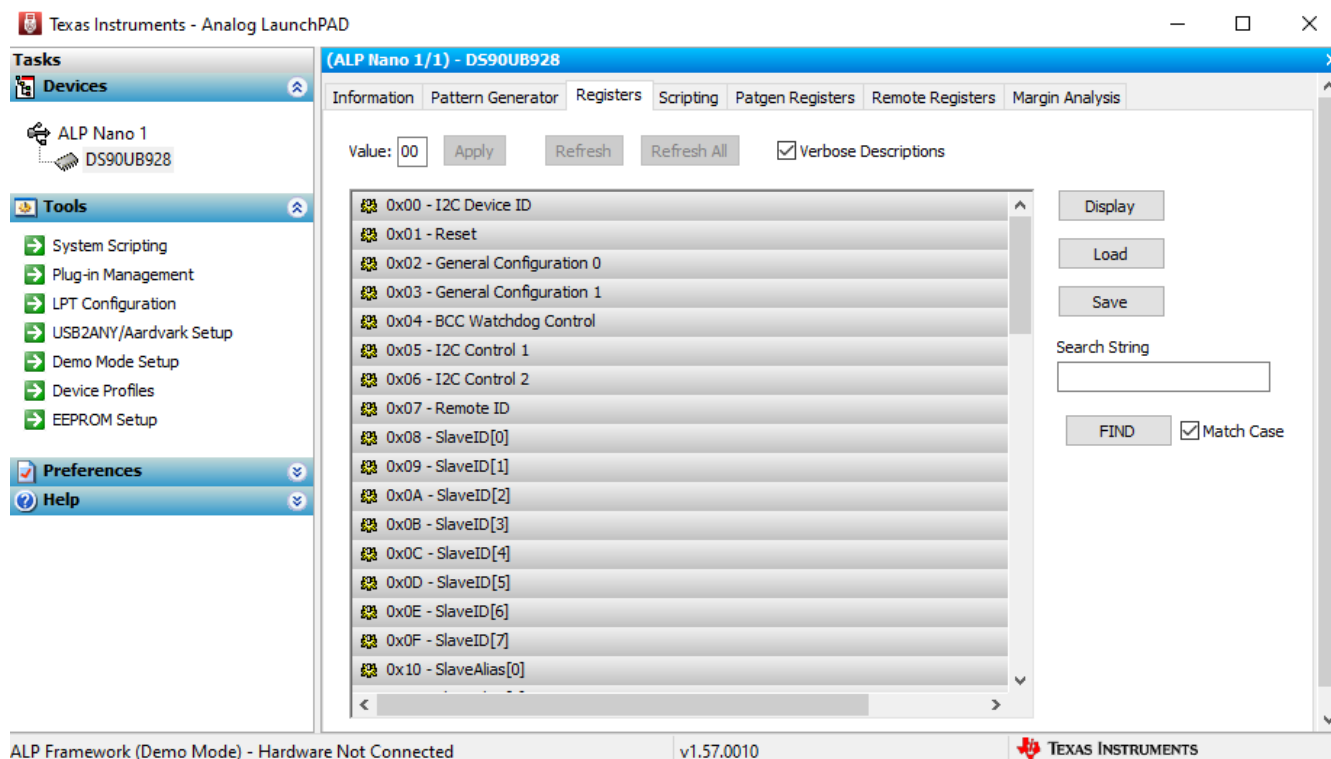 Texas Instruments - Analog LaunchPAD
Tasks
Devices
ALP Nano 1
DS90UB928
Tools
System Scripting
Plug-in Management
LPT Configuration
USB2ANY/Aardvark Setup
Demo Mode Setup
Device Profiles
EEPROM Setup
Preferences
Help
(ALP Nano 1/1) - DS90UB928
Information Pattern Generator Registers Scripting Patgen Registers Remote Registers Margin Analysis
Value: 00 Apply Refresh Refresh All Verbose Descriptions
0x00 - I2C Device ID
0x01 - Reset
0x02 - General Configuration 0
0x03 - General Configuration 1
0x04 - BCC Watchdog Control
0x05 - I2C Control 1
0x06 - I2C Control 2
0x07 - Remote ID
0x08 - SlaveID[0]
0x09 - SlaveID[1]
0x0A - SlaveID[2]
0x0B - SlaveID[3]
0x0C - SlaveID[4]
0x0D - SlaveID[5]
0x0E - SlaveID[6]
0x0F - SlaveID[7]
0x10 - SlaveAlias[0]
Display
Load
Save
Search String
FIND Match Case
ALP Framework (Demo Mode) - Hardware Not Connected v1.57.0010 TEXAS INSTRUMENTS